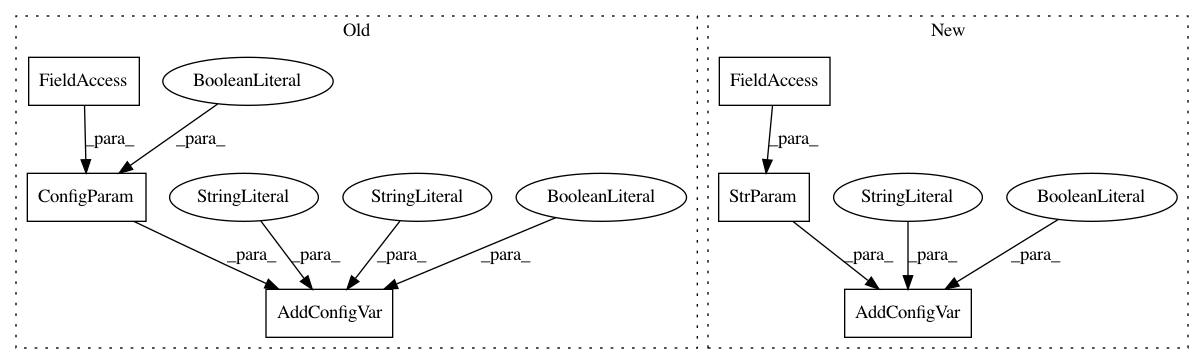 Old
New
FieldAccess
BooleanLiteral
FieldAccess
_para_
_para_
_para_
ConfigParam
StringLiteral
StringLiteral
BooleanLiteral
StrParam
StringLiteral
BooleanLiteral
_para_
_para_
_para_
_para_
_para_
_para_
_para_
AddConfigVar
AddConfigVar